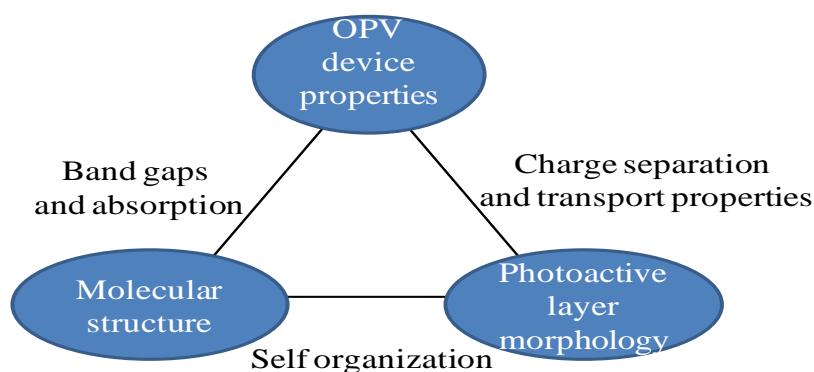 OPV
device
properties
Band gaps
and absorption
Charge separation
and transport properties
Molecular
structure
Photoactive
layer
morphology
Self organization